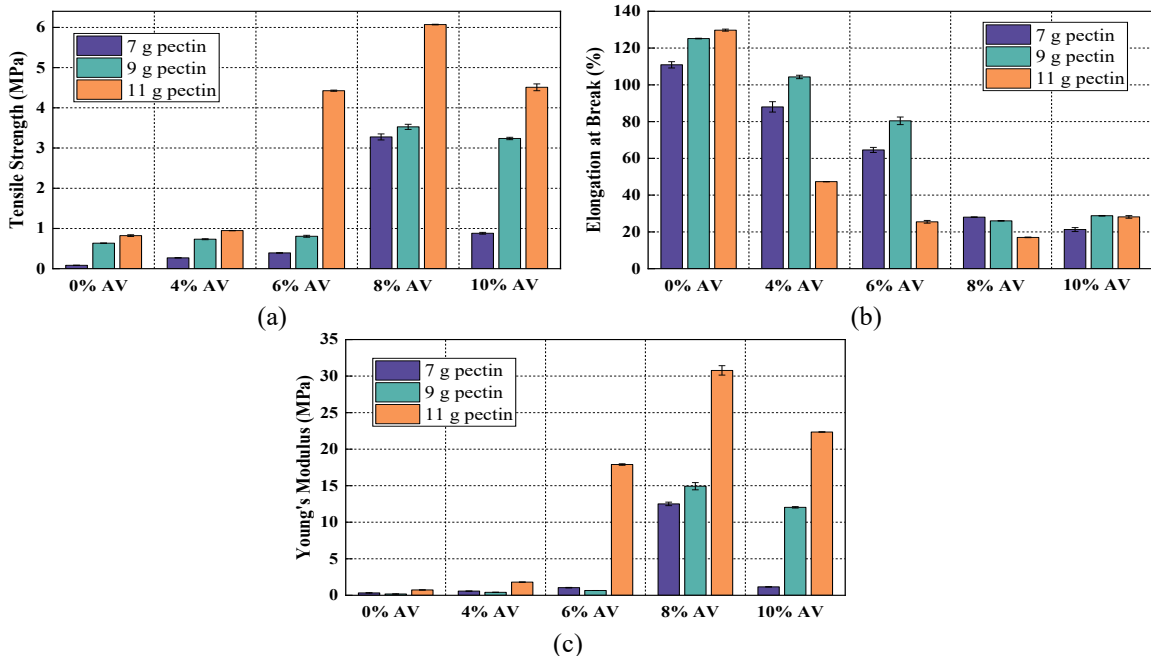 Tensile Strength (MPa)
6
5
4
3
2
1
0
7 g pectin
9 g pectin
11 g pectin
0% AV 4% AV 6% AV 8% AV 10% AV
(a)
Elongation at Break (%)
140
120
100
80
60
40
20
0
7 g pectin
9 g pectin
11 g pectin
0% AV 4% AV 6% AV 8% AV 10% AV
(b)
Young's Modulus (MPa)
35
30
25
20
15
10
5
0
7 g pectin
9 g pectin
11 g pectin
0% AV 4% AV 6% AV 8% AV 10% AV
(c)